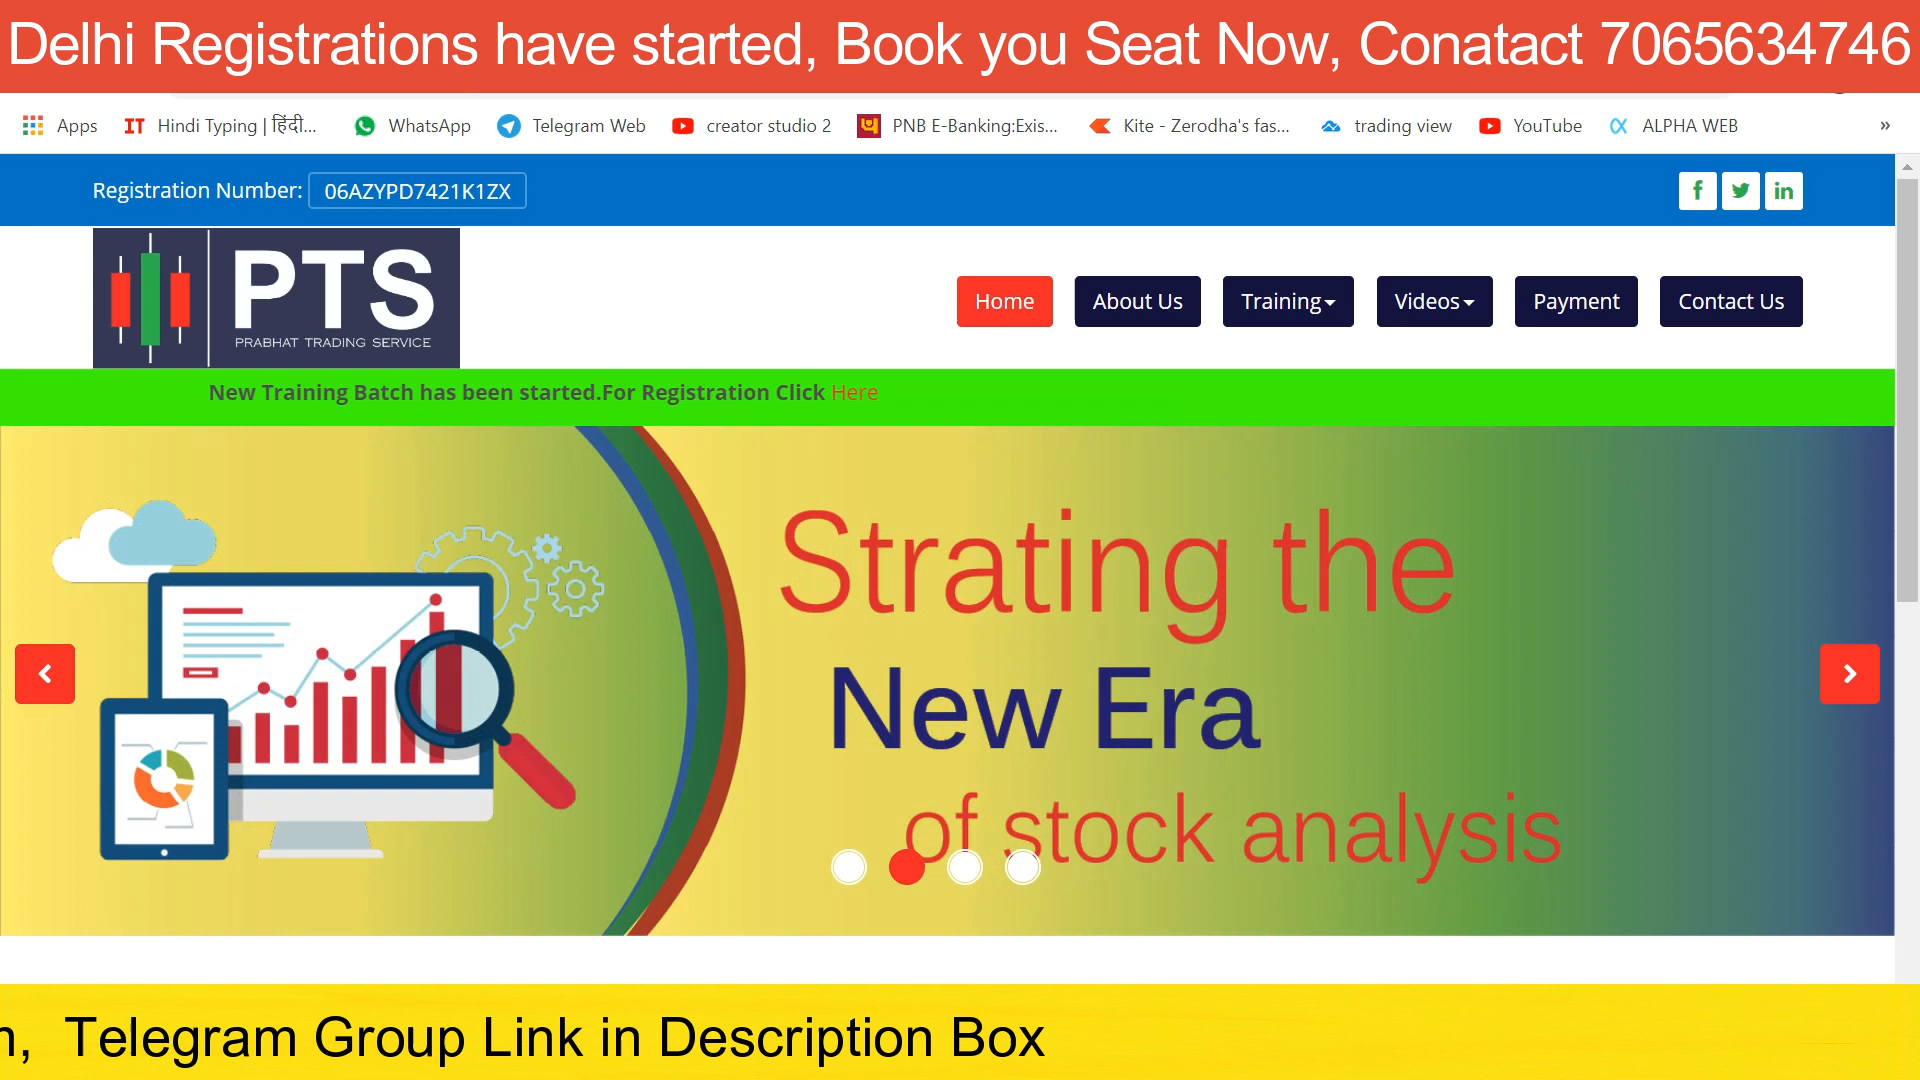 Delhi Registrations have started, Book you Seat Now, Conatact 7065634746
Apps IT Hindi Typing | हिंदी... WhatsApp Telegram Web creator studio 2 PNB E-Banking:Exis... Kite - Zerodha's fas... trading view YouTube ALPHA WEB »
Registration Number: 06AZYPD7421K1ZX
PTS
PRABHAT TRADING SERVICE
Home About Us Training Videos Payment Contact Us
New Training Batch has been started.For Registration Click Here
Strating the
New Era
of stock analysis
, Telegram Group Link in Description Box